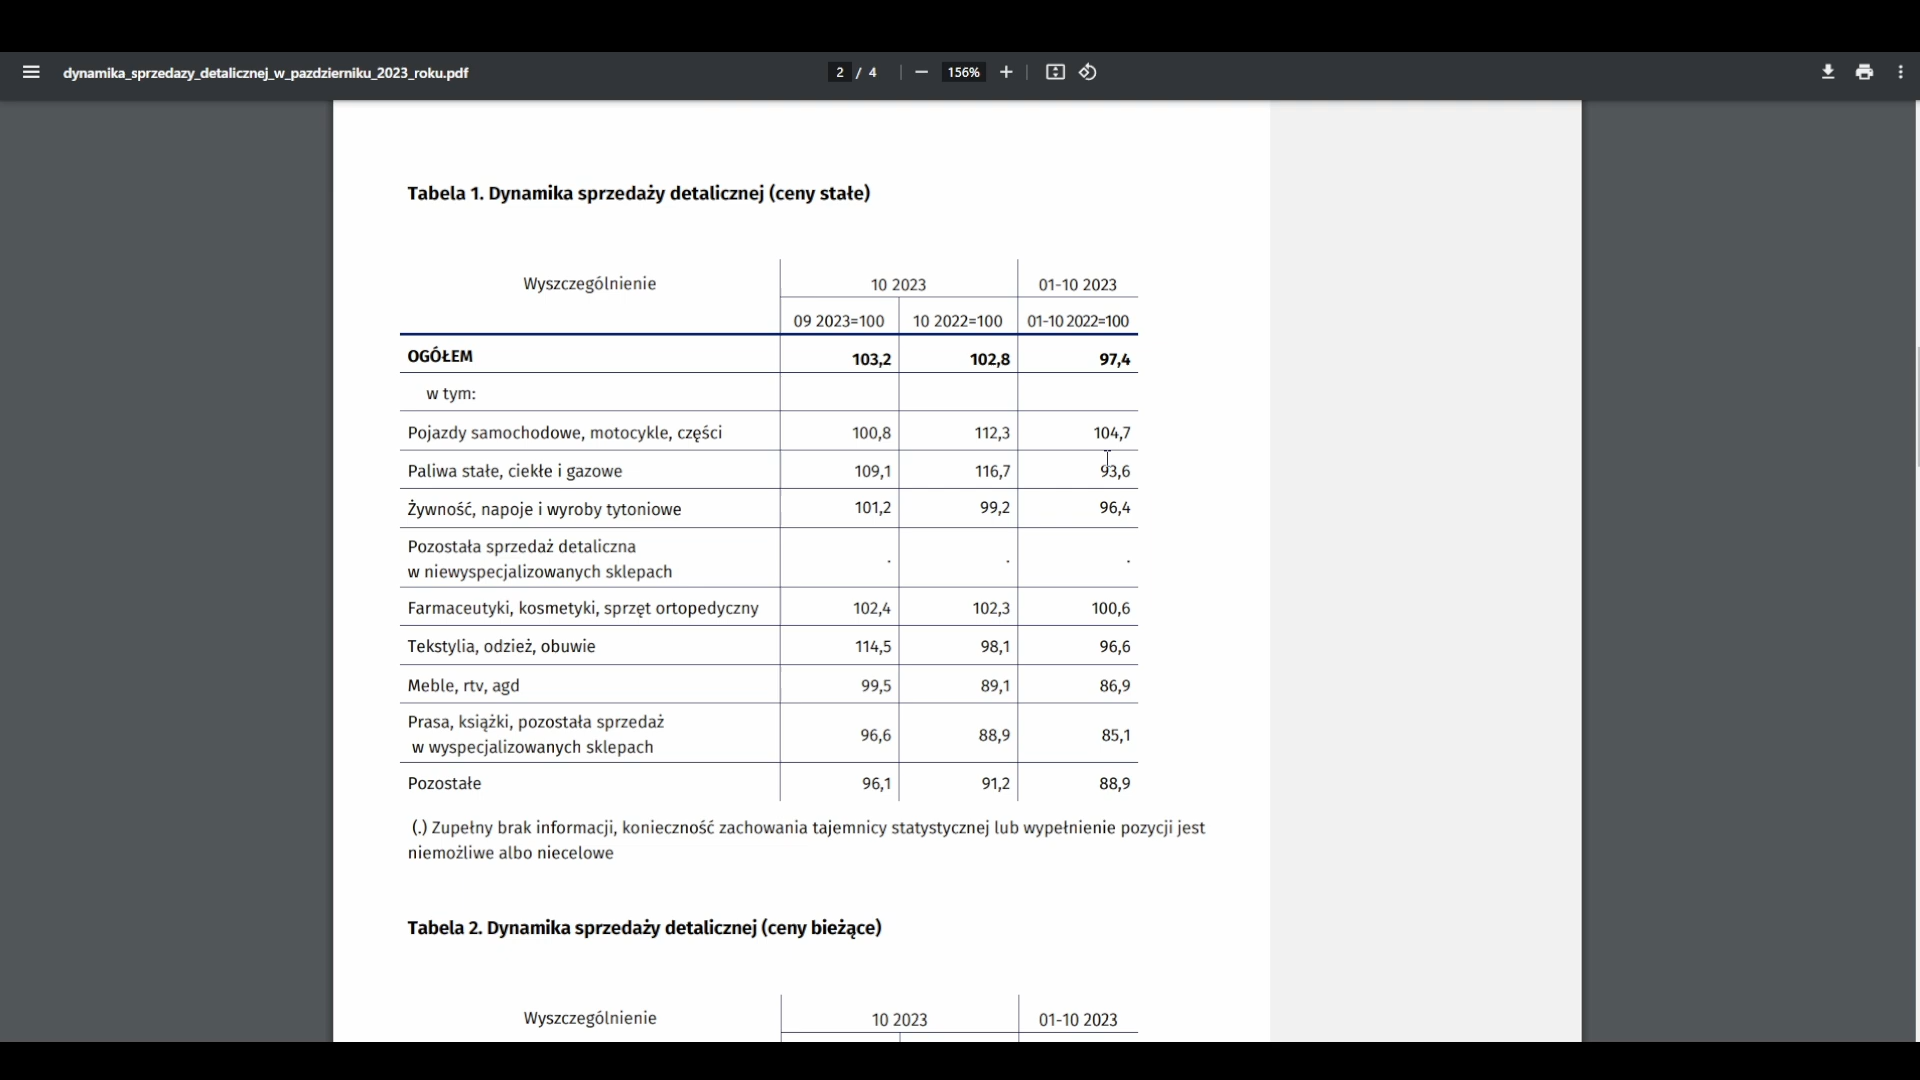 dynamika_sprzedazy_detalicznej_w_pazdzierniku_2023_roku.pdf
2 / 4
156%
Tabela 1. Dynamika sprzedaży detalicznej (ceny stałe)
Wyszczególnienie 10 2023 01-10 2023
09 2023=100 10 2022=100 01-10 2022=100
OGÓŁEM 103,2 102,8 97,4
w tym:
Pojazdy samochodowe, motocykle, części 100,8 112,3 104,7
Paliwa stałe, ciekłe i gazowe 109,1 116,7 93,6
Żywność, napoje i wyroby tytoniowe 101,2 99,2 96,4
Pozostała sprzedaż detaliczna
w niewyspecjalizowanych sklepach . . .
Farmaceutyki, kosmetyki, sprzęt ortopedyczny 102,4 102,3 100,6
Tekstylia, odzież, obuwie 114,5 98,1 96,6
Meble, rtv, agd 99,5 89,1 86,9
Prasa, książki, pozostała sprzedaż
w wyspecjalizowanych sklepach 96,6 88,9 85,1
Pozostałe 96,1 91,2 88,9
(.) Zupełny brak informacji, konieczność zachowania tajemnicy statystycznej lub wypełnienie pozycji jest
niemożliwe albo niecelowe
Tabela 2. Dynamika sprzedaży detalicznej (ceny bieżące)
Wyszczególnienie 10 2023 01-10 2023